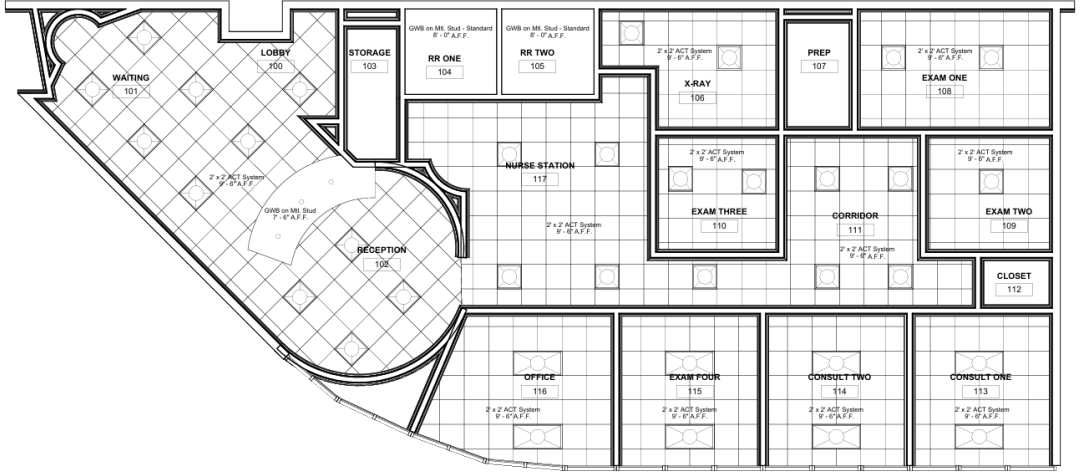 LOBBY
100
WAITING
101
2' x 2' ACT System
9' - 6" A.F.F.
GWB on Mtl. Stud
7' - 6" A.F.F.
RECEPTION
102
STORAGE
103
GWB on Mtl. Stud - Standard
8' - 0" A.F.F.
RR ONE
104
GWB on Mtl. Stud - Standard
8' - 0" A.F.F.
RR TWO
105
2' x 2' ACT System
9' - 6" A.F.F.
X-RAY
106
PREP
107
2' x 2' ACT System
9' - 6" A.F.F.
EXAM ONE
108
NURSE STATION
117
2' x 2' ACT System
9' - 6" A.F.F.
2' x 2' ACT System
9' - 6" A.F.F.
EXAM THREE
110
CORRIDOR
111
2' x 2' ACT System
9' - 6" A.F.F.
2' x 2' ACT System
9' - 6" A.F.F.
EXAM TWO
109
CLOSET
112
OFFICE
116
2' x 2' ACT System
9' - 6" A.F.F.
EXAM FOUR
115
2' x 2' ACT System
9' - 6" A.F.F.
CONSULT TWO
114
2' x 2' ACT System
9' - 6" A.F.F.
CONSULT ONE
113
2' x 2' ACT System
9' - 6" A.F.F.